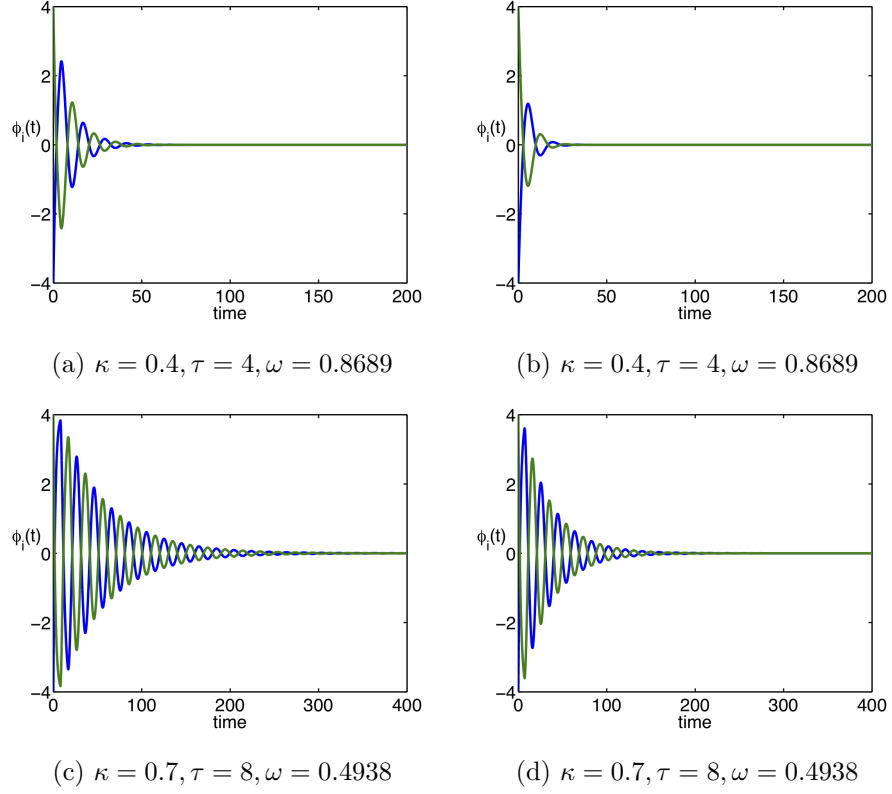 4
2
ϕi(t)
0
−2
−4
0 50 100 150 200
time
(a) κ = 0.4, τ = 4, ω = 0.8689
4
2
ϕi(t)
0
−2
−4
0 50 100 150 200
time
(b) κ = 0.4, τ = 4, ω = 0.8689
4
2
ϕi(t)
0
−2
−4
0 100 200 300 400
time
(c) κ = 0.7, τ = 8, ω = 0.4938
4
2
ϕi(t)
0
−2
−4
0 100 200 300 400
time
(d) κ = 0.7, τ = 8, ω = 0.4938